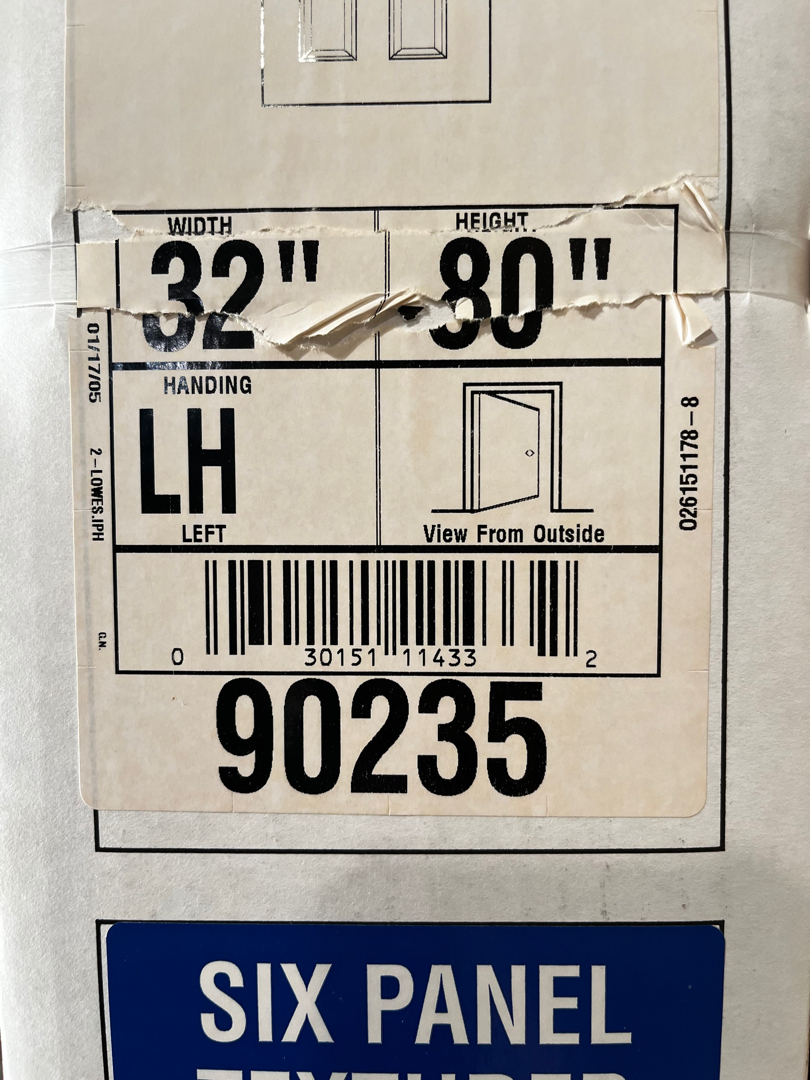 WIDTH HEIGHT
32" 80"
HANDING
LH
LEFT
View From Outside
01/17/05 2-LOWES.IPH G.N.
026151178-8
0 30151 11433 2
90235
SIX PANEL
TEXTURED